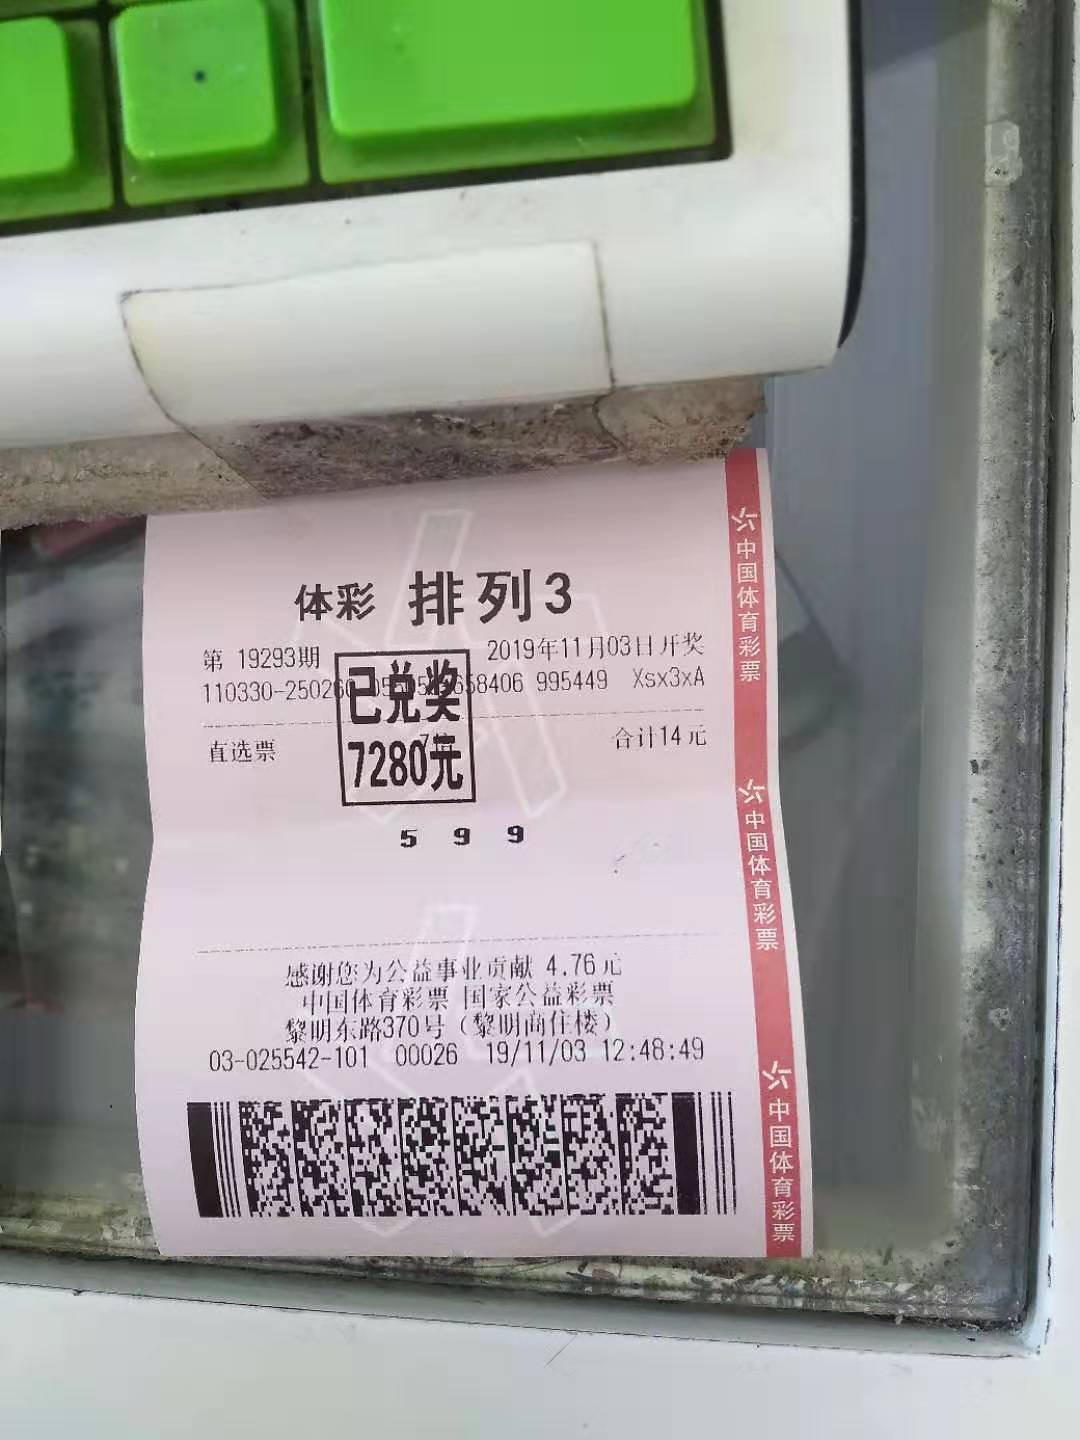 体彩 排列3
第 19293期 2019年11月03日开奖
110330-250260 658406 995449 Xsx3xA
已兑奖
7280元
直选票 合计14元
5 9 9
感谢您为公益事业贡献 4.76元
中国体育彩票 国家公益彩票
黎明东路370号（黎明商住楼）
03-025542-101 00026 19/11/03 12:48:49
中国体育彩票
中国体育彩票
中国体育彩票